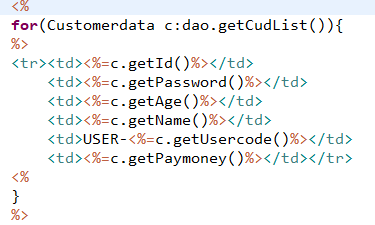 <%
for(Customerdata c:dao.getCudList()){
%>
<tr><td><%=c.getId()%></td>
    <td><%=c.getPassword()%></td>
    <td><%=c.getAge()%></td>
    <td><%=c.getName()%></td>
    <td>USER-<%=c.getUsercode()%></td>
    <td><%=c.getPaymoney()%></td></tr>
<%
}
%>